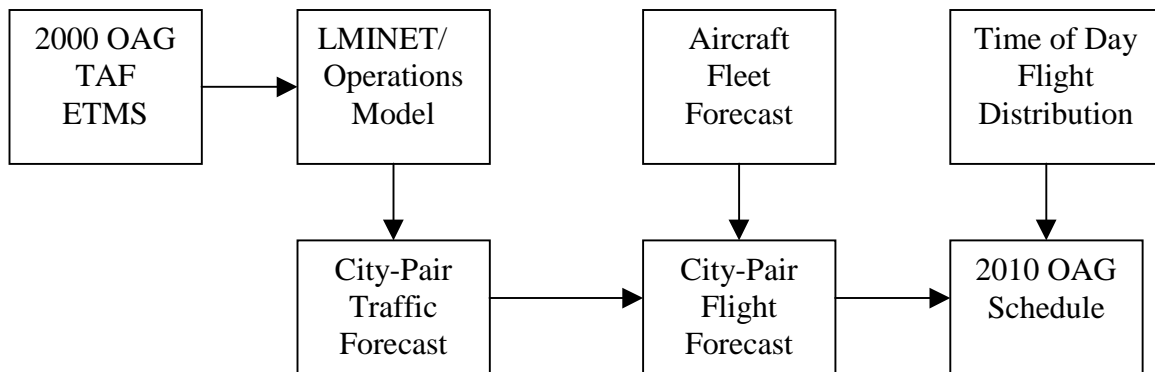 2000 OAG
TAF
ETMS
LMINET/
Operations
Model
Aircraft
Fleet
Forecast
Time of Day
Flight
Distribution
City-Pair
Traffic
Forecast
City-Pair
Flight
Forecast
2010 OAG
Schedule